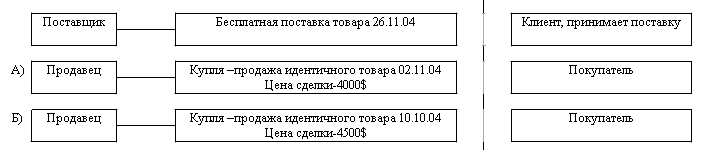 Поставщик Бесплатная поставка товара 26.11.04 Клиент, принимает поставку
А) Продавец Купля –продажа идентичного товара 02.11.04 Покупатель
Цена сделки-4000$
Б) Продавец Купля –продажа идентичного товара 10.10.04 Покупатель
Цена сделки-4500$